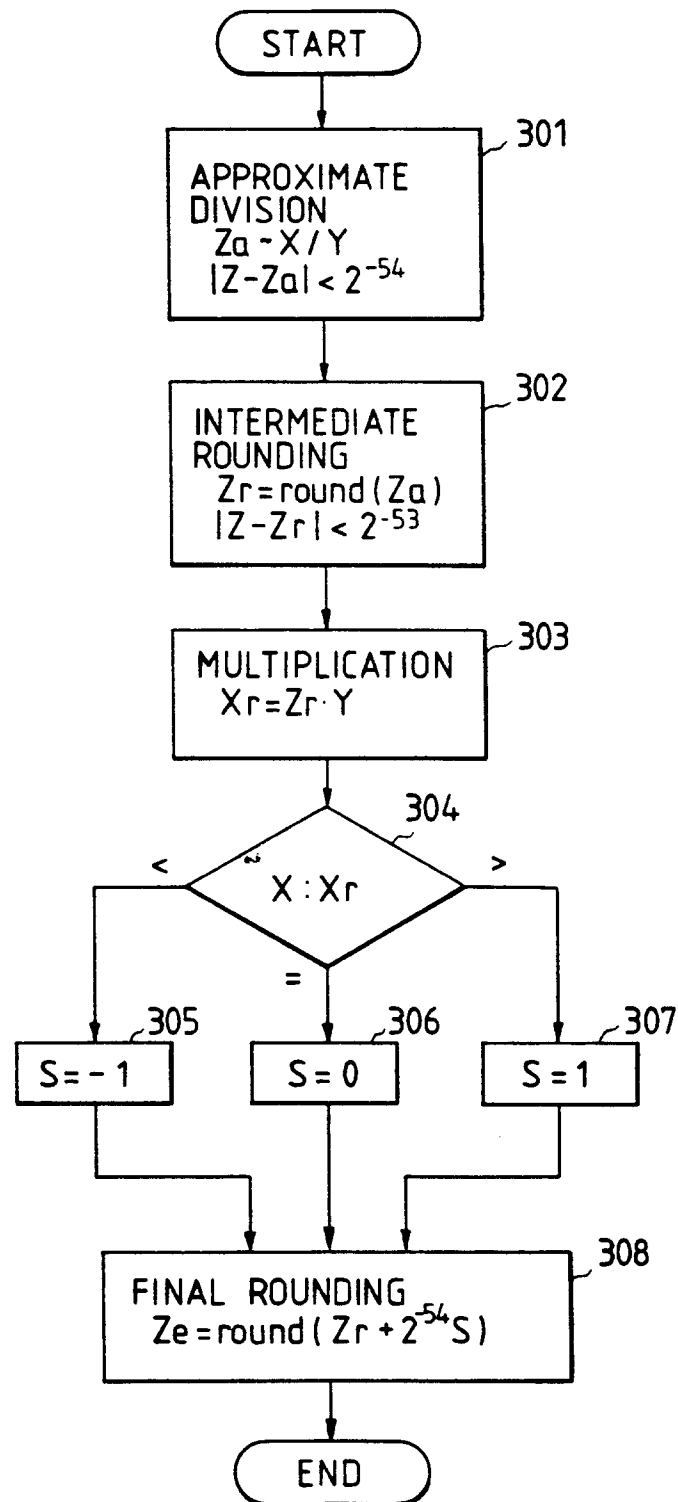 START
301
APPROXIMATE
DIVISION
Za ~ X / Y
|Z-Za| < 2^-54
302
INTERMEDIATE
ROUNDING
Zr = round (Za)
|Z-Zr| < 2^-53
303
MULTIPLICATION
Xr = Zr · Y
304
< X : Xr >
=
305 306 307
S = - 1 S = 0 S = 1
308
FINAL ROUNDING
Ze = round ( Zr + 2^-54 S )
END